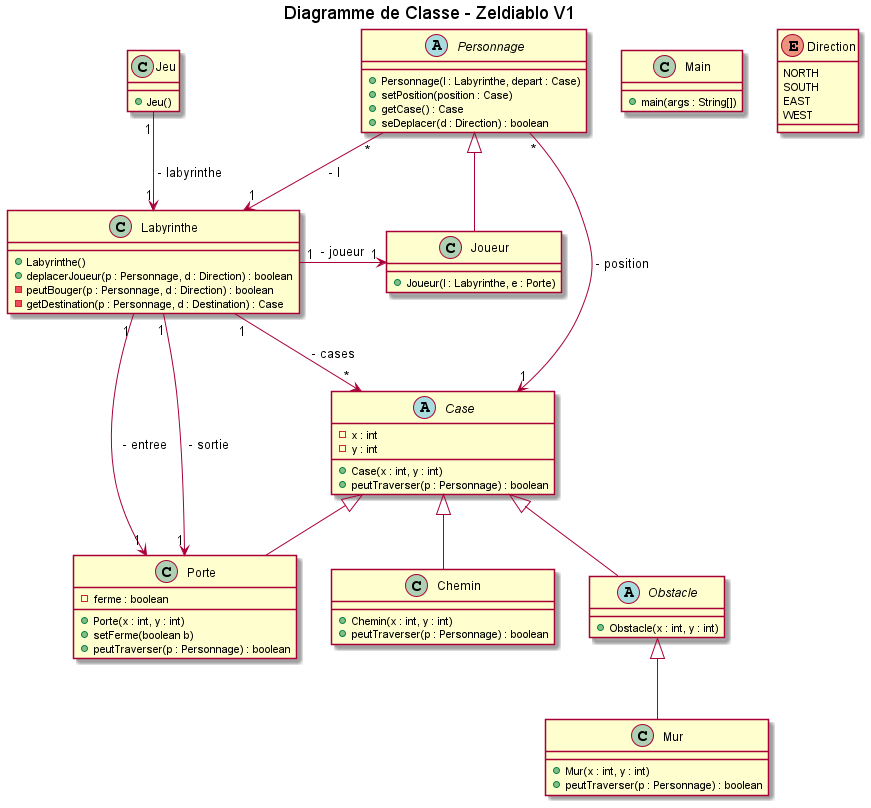 Diagramme de Classe - Zeldiablo V1
C Jeu
Jeu()
A Personnage
Personnage(l : Labyrinthe, depart : Case)
setPosition(position : Case)
getCase() : Case
seDeplacer(d : Direction) : boolean
C Main
main(args : String[])
E Direction
NORTH
SOUTH
EAST
WEST
1
- labyrinthe
1
*
- l
1
*
- position
1
C Labyrinthe
Labyrinthe()
deplacerJoueur(p : Personnage, d : Direction) : boolean
peutBouger(p : Personnage, d : Direction) : boolean
getDestination(p : Personnage, d : Destination) : Case
1 - joueur 1
C Joueur
Joueur(l : Labyrinthe, e : Porte)
1
- entree
1
1
- sortie
1
1
- cases
*
A Case
x : int
y : int
Case(x : int, y : int)
peutTraverser(p : Personnage) : boolean
C Porte
ferme : boolean
Porte(x : int, y : int)
setFerme(boolean b)
peutTraverser(p : Personnage) : boolean
C Chemin
Chemin(x : int, y : int)
peutTraverser(p : Personnage) : boolean
A Obstacle
Obstacle(x : int, y : int)
C Mur
Mur(x : int, y : int)
peutTraverser(p : Personnage) : boolean